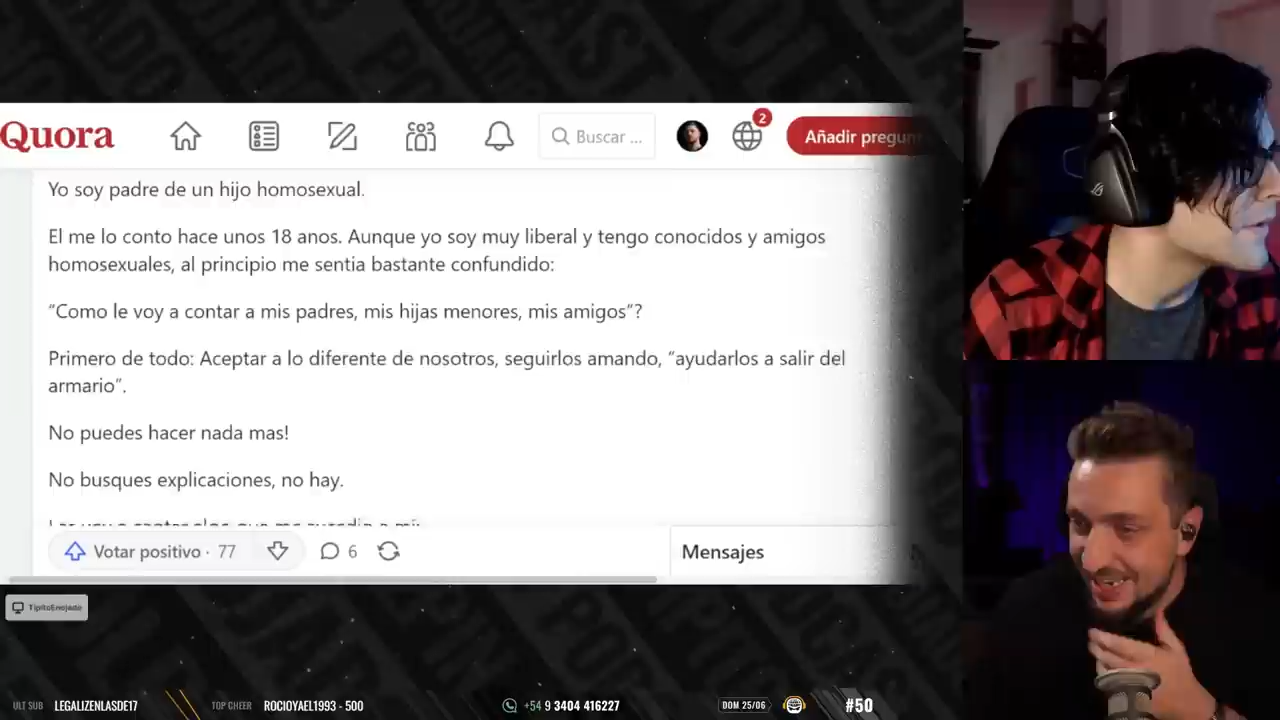 Quora
Buscar ...
2
Añadir pregun
Yo soy padre de un hijo homosexual.
El me lo conto hace unos 18 anos. Aunque yo soy muy liberal y tengo conocidos y amigos
homosexuales, al principio me sentia bastante confundido:
“Como le voy a contar a mis padres, mis hijas menores, mis amigos”?
Primero de todo: Aceptar a lo diferente de nosotros, seguirlos amando, “ayudarlos a salir del
armario”.
No puedes hacer nada mas!
No busques explicaciones, no hay.
Votar positivo · 77
6
Mensajes
TipitoEnojado
ULT SUB LEGALIZENLASDE17
TOP CHEER ROCIOYAEL1993 - 500
+54 9 3404 416227
DOM 25/06
#50